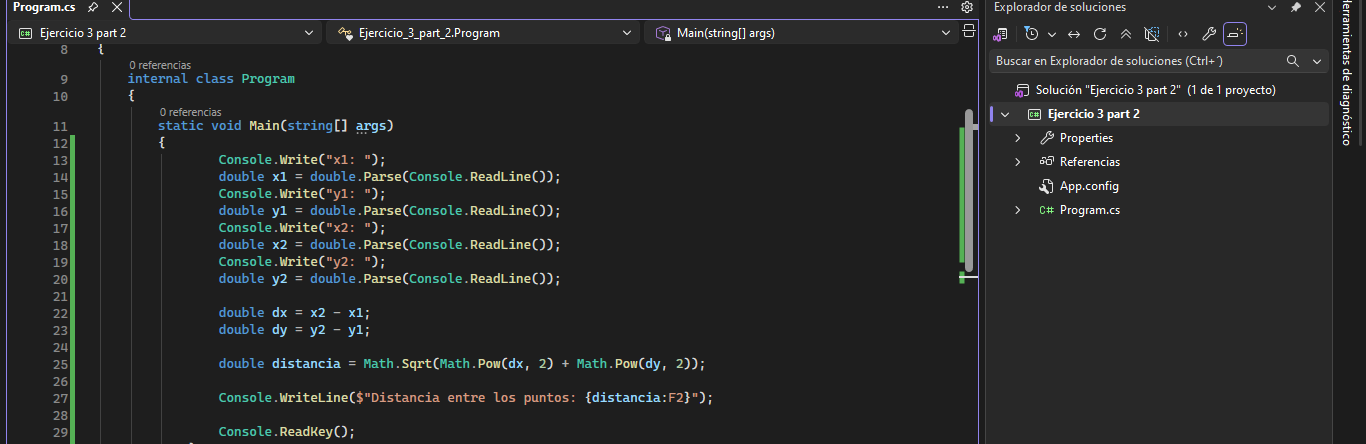 Program.cs
Ejercicio 3 part 2
Ejercicio_3_part_2.Program
Main(string[] args)
8 {
0 referencias
9 internal class Program
10 {
0 referencias
11 static void Main(string[] args)
12 {
13 Console.Write("x1: ");
14 double x1 = double.Parse(Console.ReadLine());
15 Console.Write("y1: ");
16 double y1 = double.Parse(Console.ReadLine());
17 Console.Write("x2: ");
18 double x2 = double.Parse(Console.ReadLine());
19 Console.Write("y2: ");
20 double y2 = double.Parse(Console.ReadLine());
21
22 double dx = x2 - x1;
23 double dy = y2 - y1;
24
25 double distancia = Math.Sqrt(Math.Pow(dx, 2) + Math.Pow(dy, 2));
26
27 Console.WriteLine($"Distancia entre los puntos: {distancia:F2}");
28
29 Console.ReadKey();
Explorador de soluciones
Buscar en Explorador de soluciones (Ctrl+´)
Solución "Ejercicio 3 part 2" (1 de 1 proyecto)
C# Ejercicio 3 part 2
Properties
Referencias
App.config
C# Program.cs
Herramientas de diagnóstico